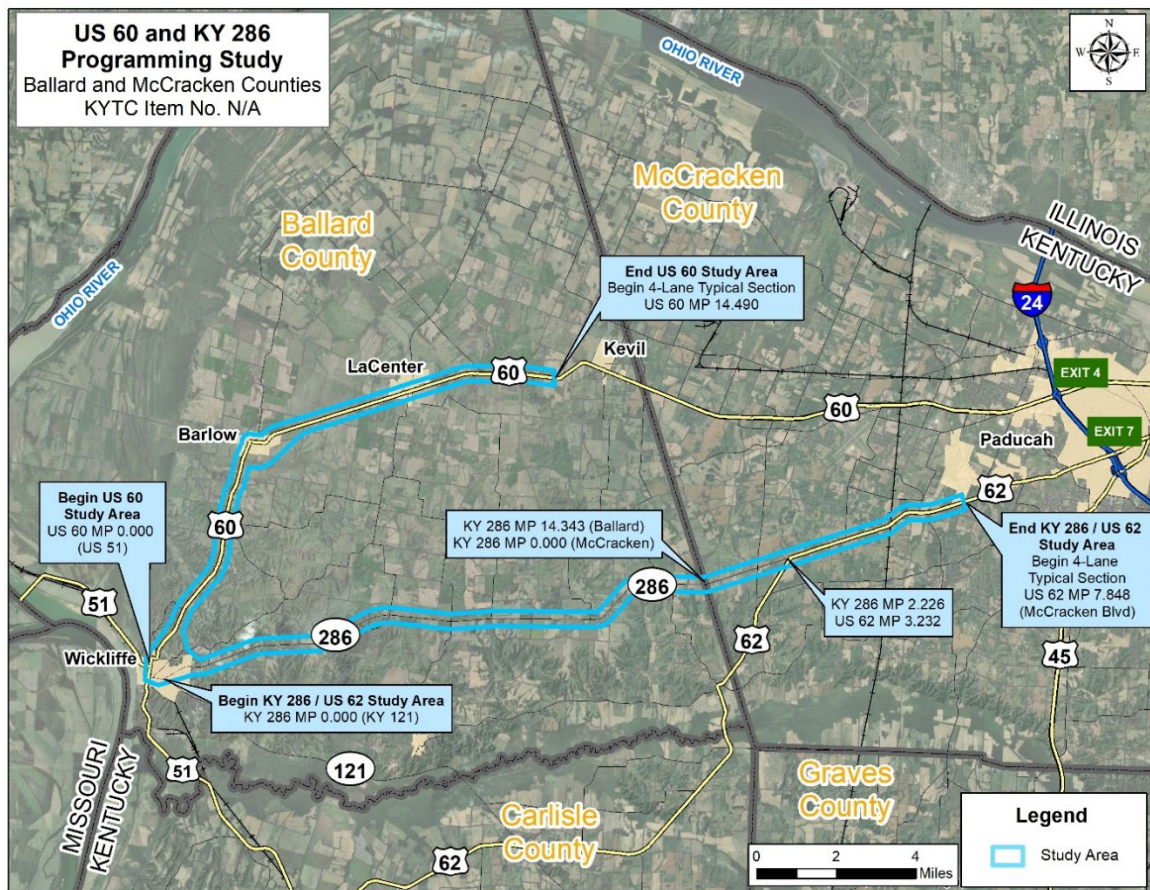 US 60 and KY 286
Programming Study
Ballard and McCracken Counties
KYTC Item No. N/A
OHIO RIVER
N
W E
S
McCracken
County
Ballard
County
ILLINOIS
KENTUCKY
OHIO RIVER
End US 60 Study Area
Begin 4-Lane Typical Section
US 60 MP 14.490
24
Kevil
LaCenter
60
EXIT 4
60
Barlow
Paducah
EXIT 7
62
Begin US 60
Study Area
US 60 MP 0.000
(US 51)
60
KY 286 MP 14.343 (Ballard)
KY 286 MP 0.000 (McCracken)
End KY 286 / US 62
Study Area
Begin 4-Lane
Typical Section
US 62 MP 7.848
(McCracken Blvd)
286
KY 286 MP 2.226
US 62 MP 3.232
51
286
62
45
Wickliffe
Begin KY 286 / US 62 Study Area
KY 286 MP 0.000 (KY 121)
51
121
MISSOURI
KENTUCKY
Graves
County
Carlisle
County
62
Legend
Study Area
0 2 4
Miles